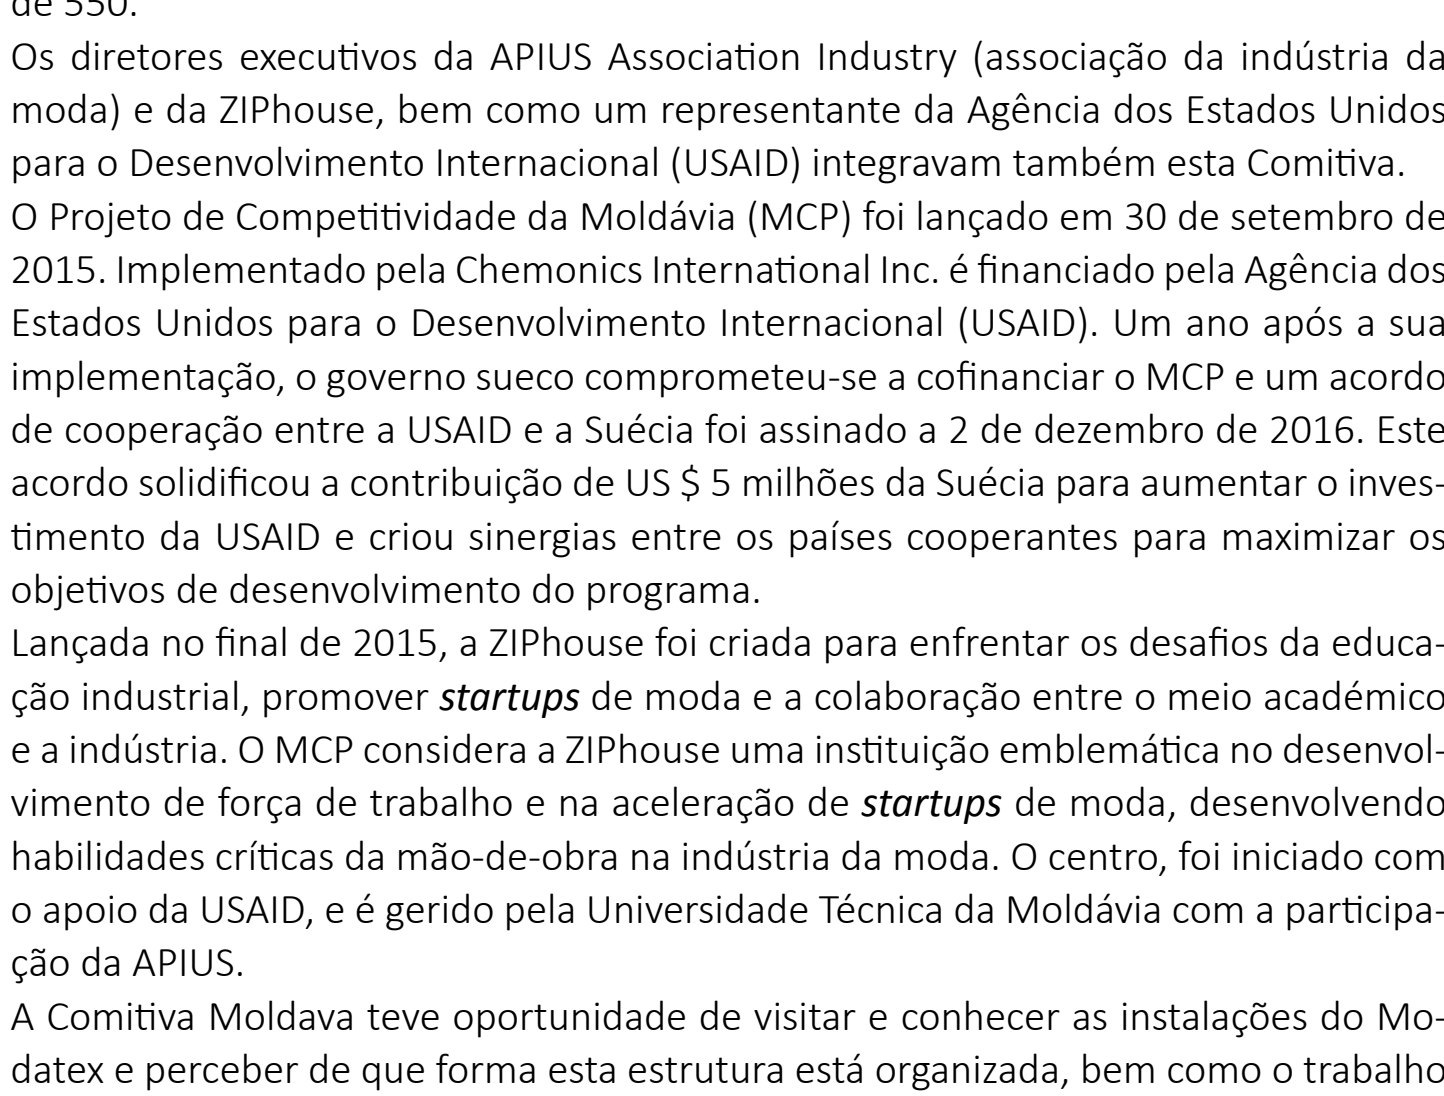 de 550.
Os diretores executivos da APIUS Association Industry (associação da indústria da
moda) e da ZIPhouse, bem como um representante da Agência dos Estados Unidos
para o Desenvolvimento Internacional (USAID) integravam também esta Comitiva.
O Projeto de Competitividade da Moldávia (MCP) foi lançado em 30 de setembro de
2015. Implementado pela Chemonics International Inc. é financiado pela Agência dos
Estados Unidos para o Desenvolvimento Internacional (USAID). Um ano após a sua
implementação, o governo sueco comprometeu-se a cofinanciar o MCP e um acordo
de cooperação entre a USAID e a Suécia foi assinado a 2 de dezembro de 2016. Este
acordo solidificou a contribuição de US $ 5 milhões da Suécia para aumentar o inves-
timento da USAID e criou sinergias entre os países cooperantes para maximizar os
objetivos de desenvolvimento do programa.
Lançada no final de 2015, a ZIPhouse foi criada para enfrentar os desafios da educa-
ção industrial, promover startups de moda e a colaboração entre o meio académico
e a indústria. O MCP considera a ZIPhouse uma instituição emblemática no desenvol-
vimento de força de trabalho e na aceleração de startups de moda, desenvolvendo
habilidades críticas da mão-de-obra na indústria da moda. O centro, foi iniciado com
o apoio da USAID, e é gerido pela Universidade Técnica da Moldávia com a participa-
ção da APIUS.
A Comitiva Moldava teve oportunidade de visitar e conhecer as instalações do Mo-
datex e perceber de que forma esta estrutura está organizada, bem como o trabalho